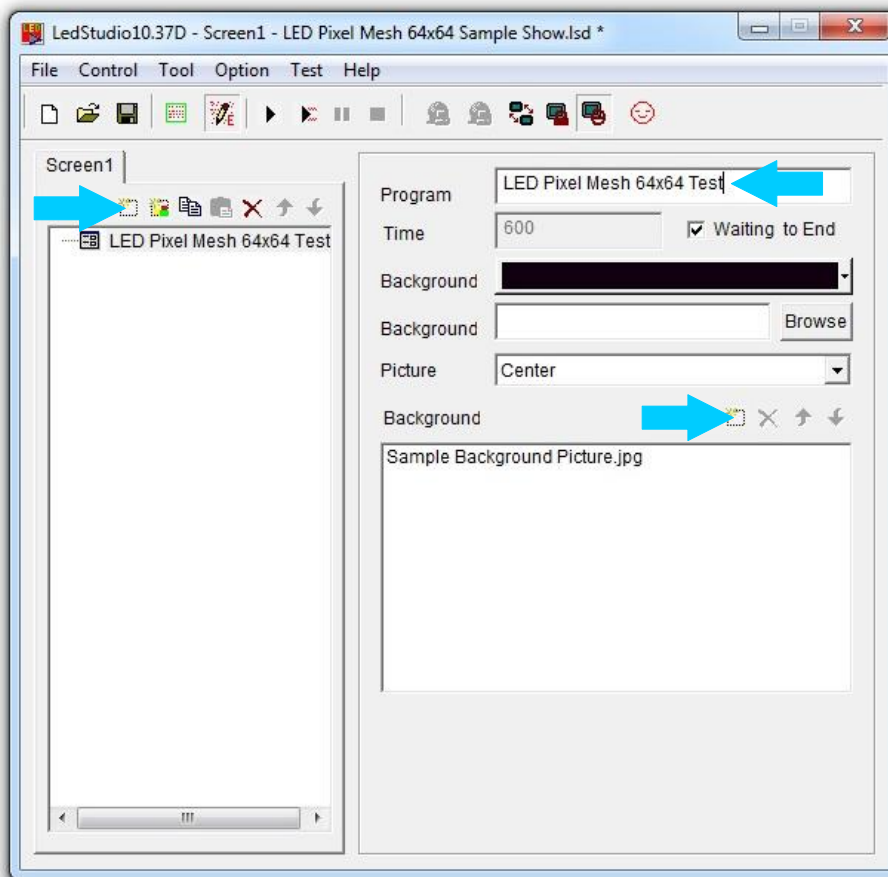 LedStudio10.37D - Screen1 - LED Pixel Mesh 64x64 Sample Show.lsd *
File Control Tool Option Test Help
Screen1
LED Pixel Mesh 64x64 Test
Program LED Pixel Mesh 64x64 Test
Time 600 Waiting to End
Background
Background Browse
Picture Center
Background
Sample Background Picture.jpg